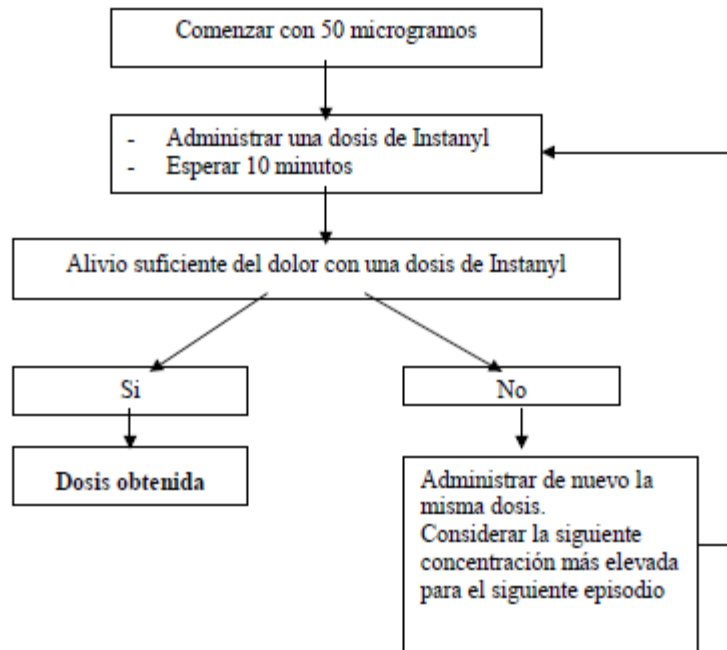 Comenzar con 50 microgramos
- Administrar una dosis de Instanyl
- Esperar 10 minutos
Alivio suficiente del dolor con una dosis de Instanyl
Si
No
Dosis obtenida
Administrar de nuevo la
misma dosis.
Considerar la siguiente
concentración más elevada
para el siguiente episodio